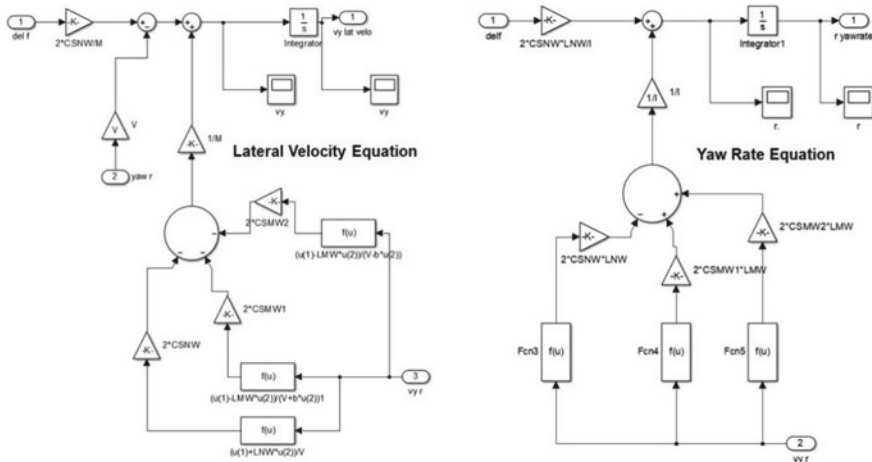 1
del f
-K-
2*CSNW/M
1
s
Integrator
1
vy lat velo
vy.
vy
V
V
2
yaw r
-K-
1/M
Lateral Velocity Equation
-K-
2*CSMW2
f(u)
(u(1)-LMW*u(2))/(V-b*u(2))
-K-
2*CSMW1
-K-
2*CSNW
f(u)
(u(1)-LMW*u(2))/(V+b*u(2))1
3
vy r
f(u)
(u(1)+LNW*u(2))/V
1
delf
-K-
2*CSNW*LNW/I
1
s
Integrator1
1
r yawrate
1/I
1/I
r.
r
Yaw Rate Equation
-K-
2*CSNW*LNW
-K-
2*CSMW1*LMW
-K-
2*CSMW2*LMW
Fcn3
f(u)
Fcn4
f(u)
Fcn5
f(u)
2
vy r